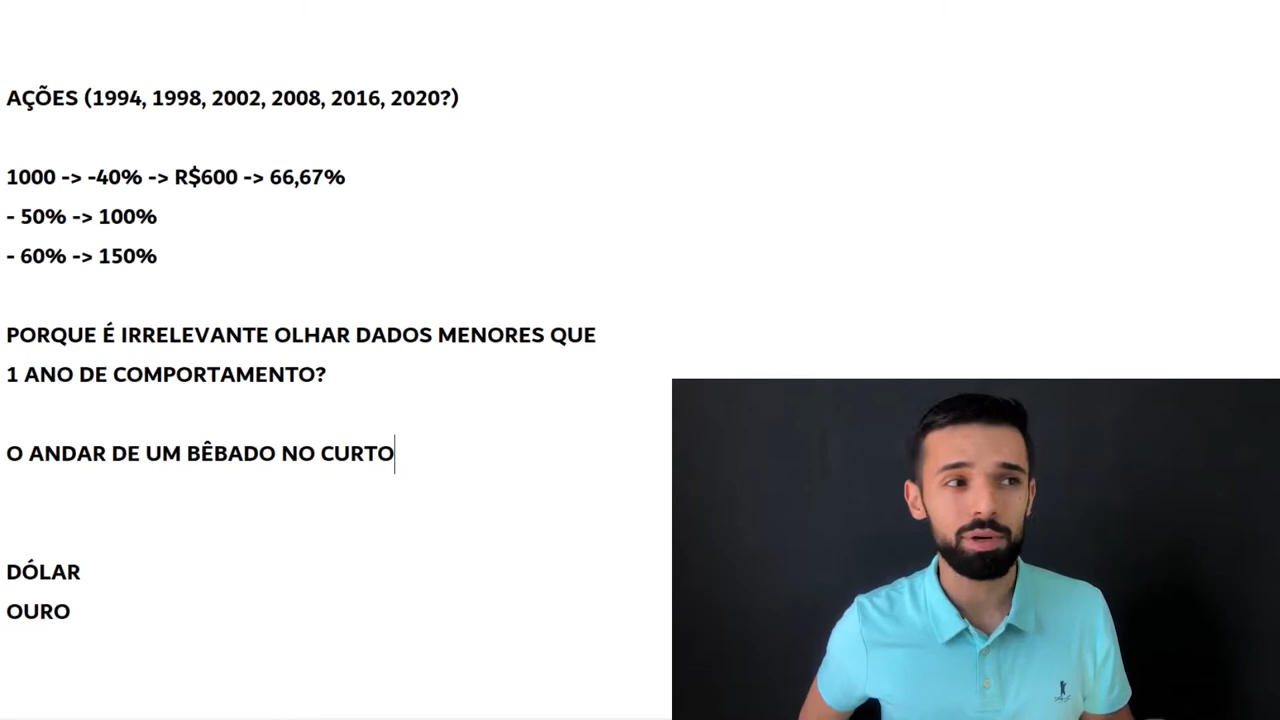 AÇÕES (1994, 1998, 2002, 2008, 2016, 2020?)
1000 -> -40% -> R$600 -> 66,67%
- 50% -> 100%
- 60% -> 150%
PORQUE É IRRELEVANTE OLHAR DADOS MENORES QUE
1 ANO DE COMPORTAMENTO?
O ANDAR DE UM BÊBADO NO CURTO
DÓLAR
OURO